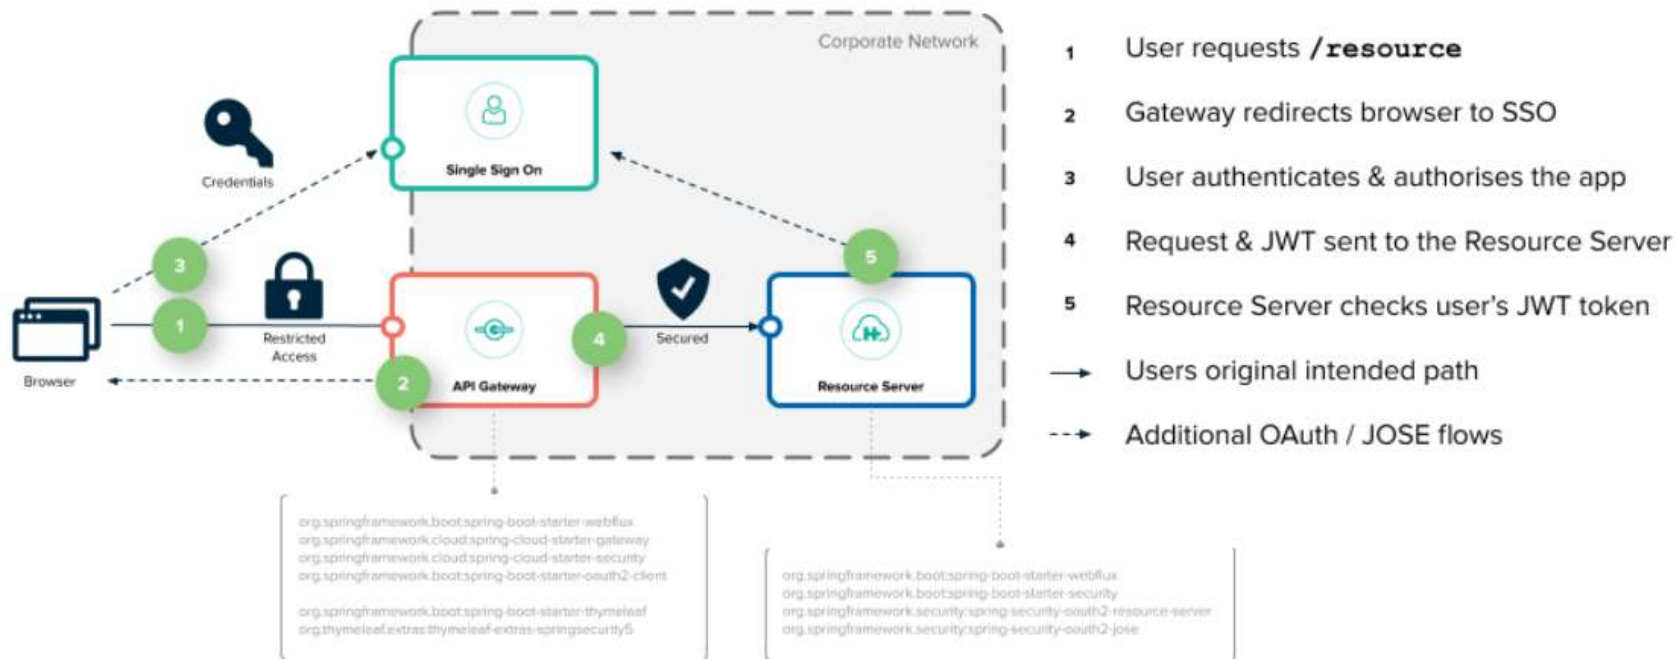 Corporate Network
Credentials
Single Sign On
3
5
1
Restricted
Access
4
Secured
Browser
2
API Gateway
Resource Server
1 User requests /resource
2 Gateway redirects browser to SSO
3 User authenticates & authorises the app
4 Request & JWT sent to the Resource Server
5 Resource Server checks user's JWT token
Users original intended path
Additional OAuth / JOSE flows
org.springframework.boot:spring-boot-starter-webflux
org.springframework.cloud:spring-cloud-starter-gateway
org.springframework.cloud:spring-cloud-starter-security
org.springframework.boot:spring-boot-starter-oauth2-client
org.springframework.boot:spring-boot-starter-thymeleaf
org.thymeleaf.extras:thymeleaf-extras-springsecurity5
org.springframework.boot:spring-boot-starter-webflux
org.springframework.boot:spring-boot-starter-security
org.springframework.security:spring-security-oauth2-resource-server
org.springframework.security:spring-security-oauth2-jose